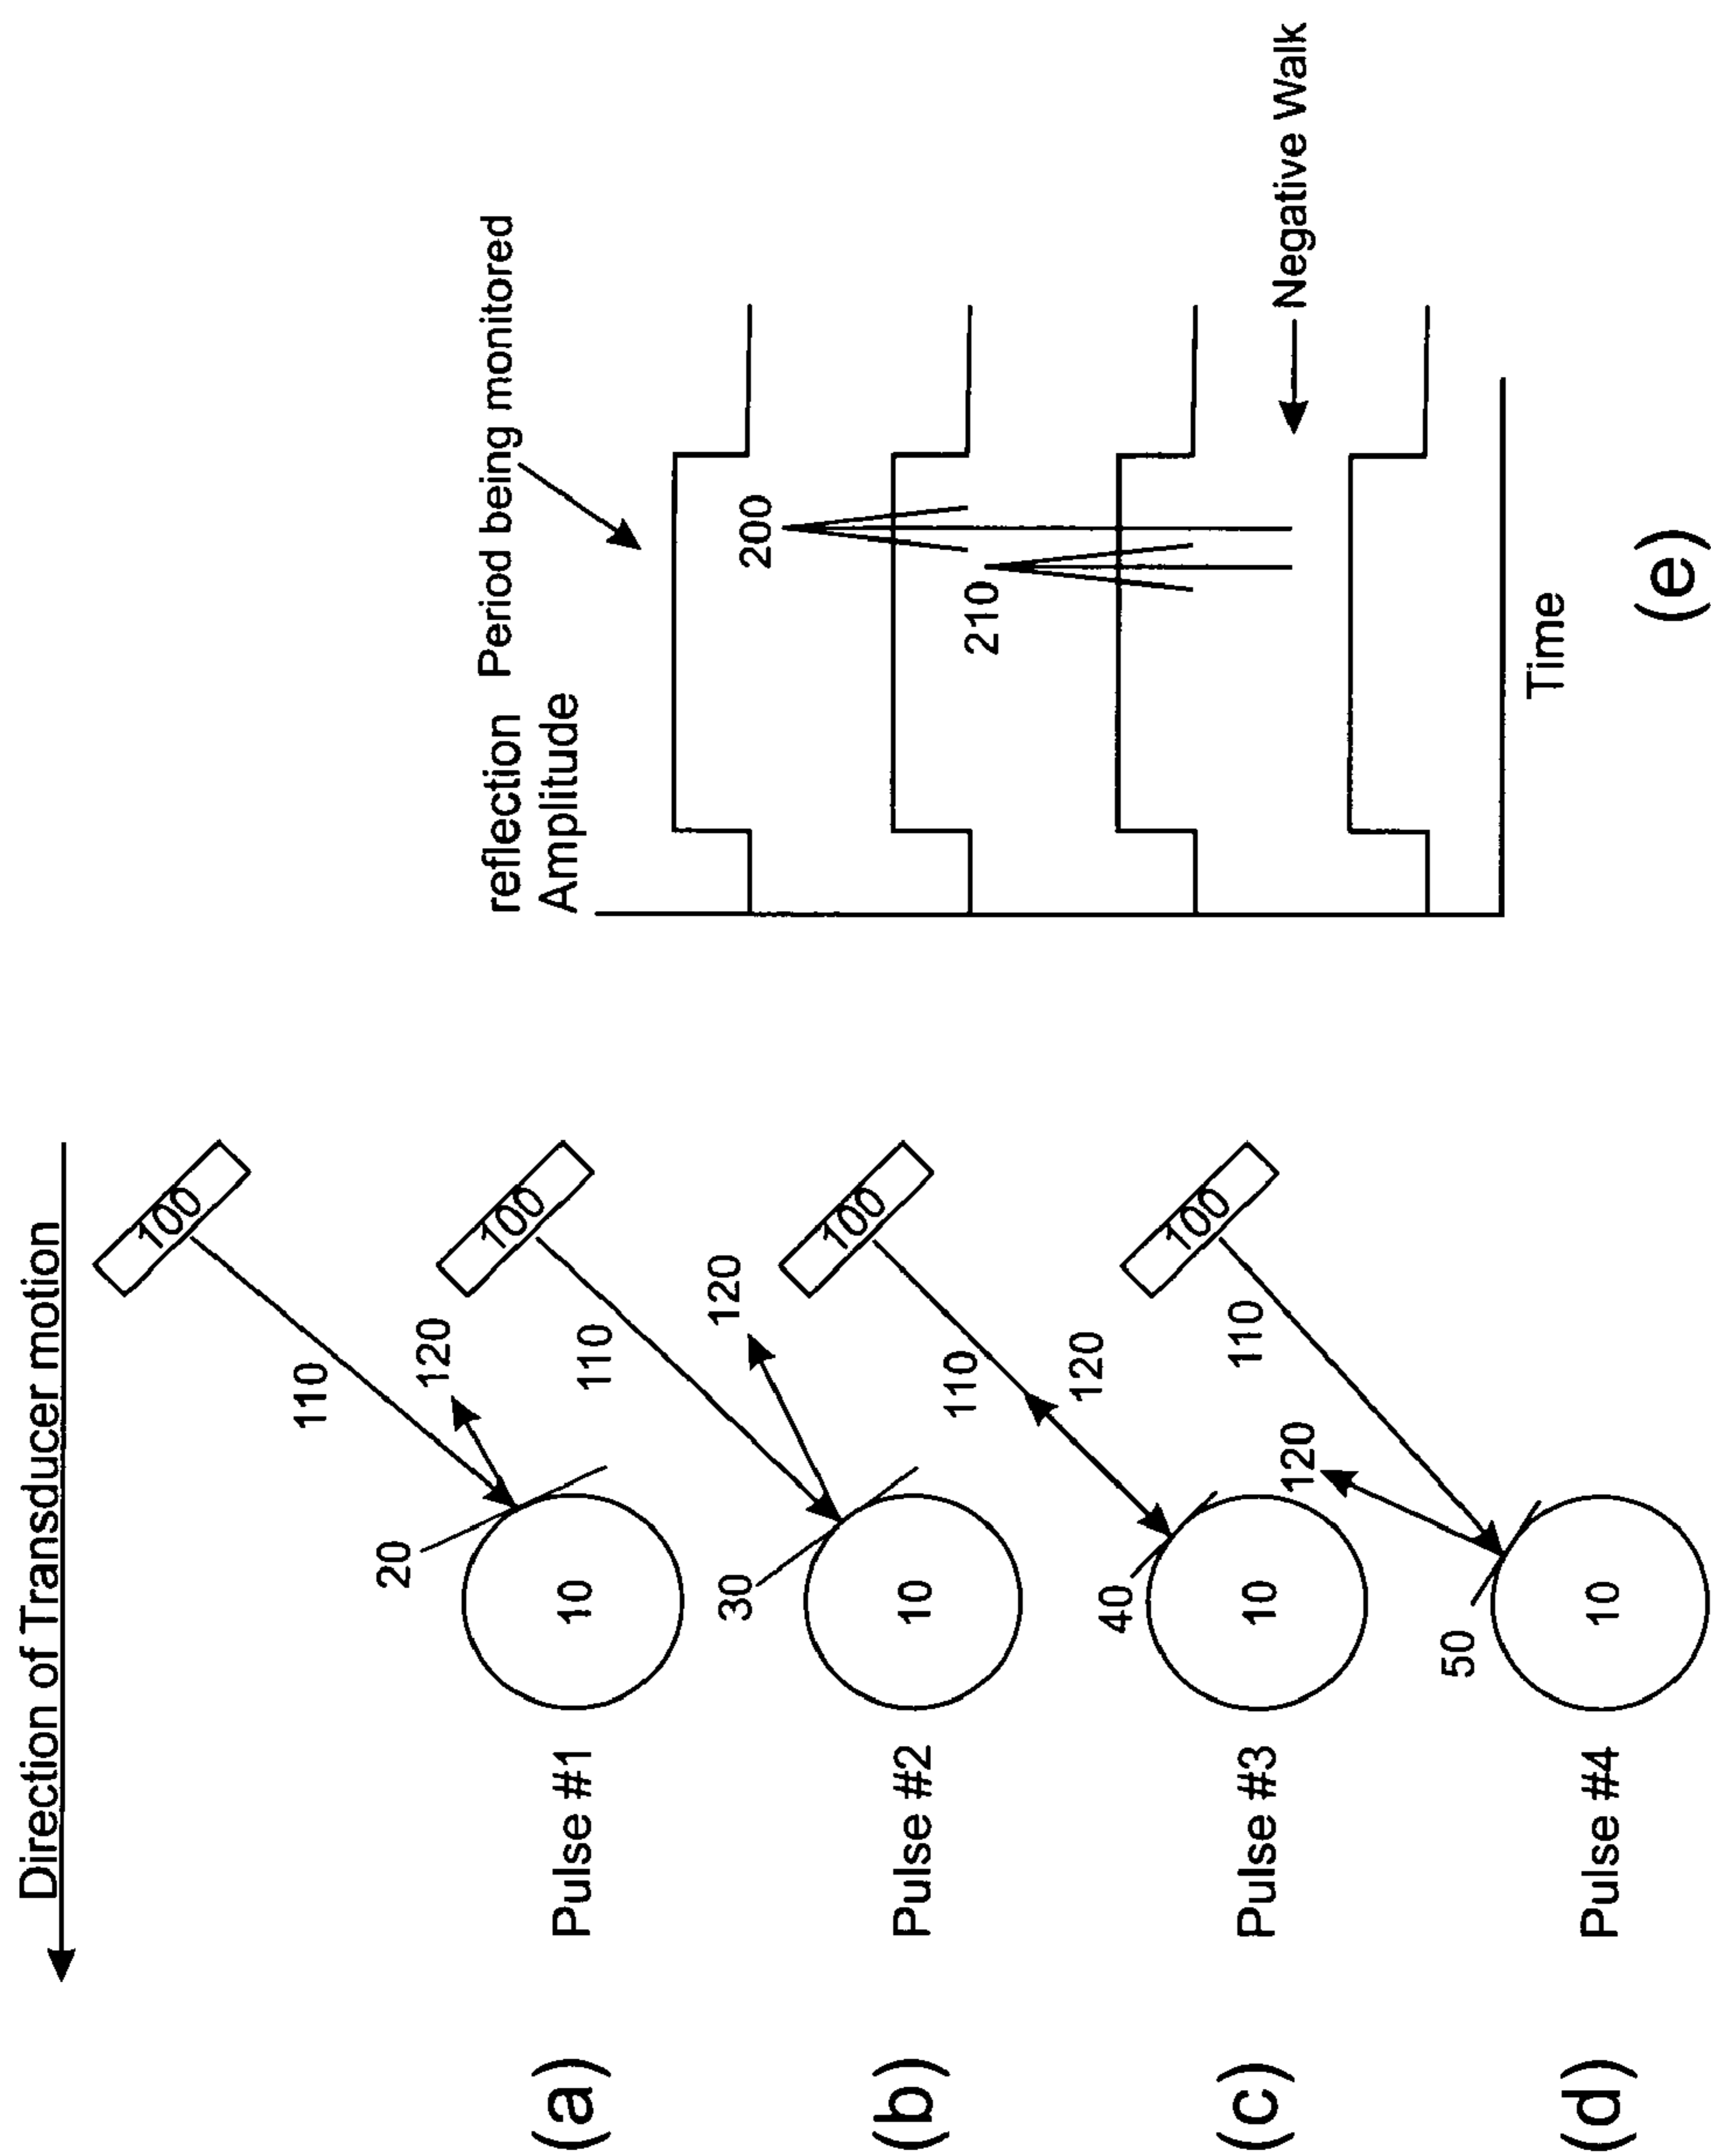 Direction of Transducer motion
(a)
Pulse #1
10
20
110
120
100
(b)
Pulse #2
10
30
110
120
100
(c)
Pulse #3
10
40
110
120
100
(d)
Pulse #4
10
50
120
110
100
reflection
Amplitude
Period being monitored
200
210
Negative Walk
Time
(e)